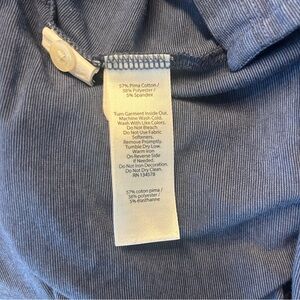 57% Pima Cotton /
38% Polyester /
5% Spandex
Turn Garment Inside Out.
Machine Wash Cold.
Wash With Like Colors.
Do Not Bleach.
Do Not Use Fabric
Softeners.
Remove Promptly.
Tumble Dry Low.
Warm Iron
On Reverse Side
If Needed.
Do Not Iron Decoration.
Do Not Dry Clean.
RN 134578
57% coton pima /
38% polyester /
5% élasthanne